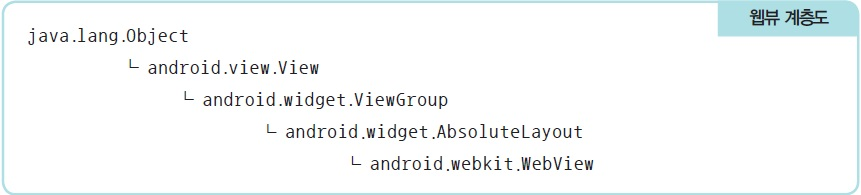 웹뷰 계층도
java.lang.Object
└ android.view.View
└ android.widget.ViewGroup
└ android.widget.AbsoluteLayout
└ android.webkit.WebView